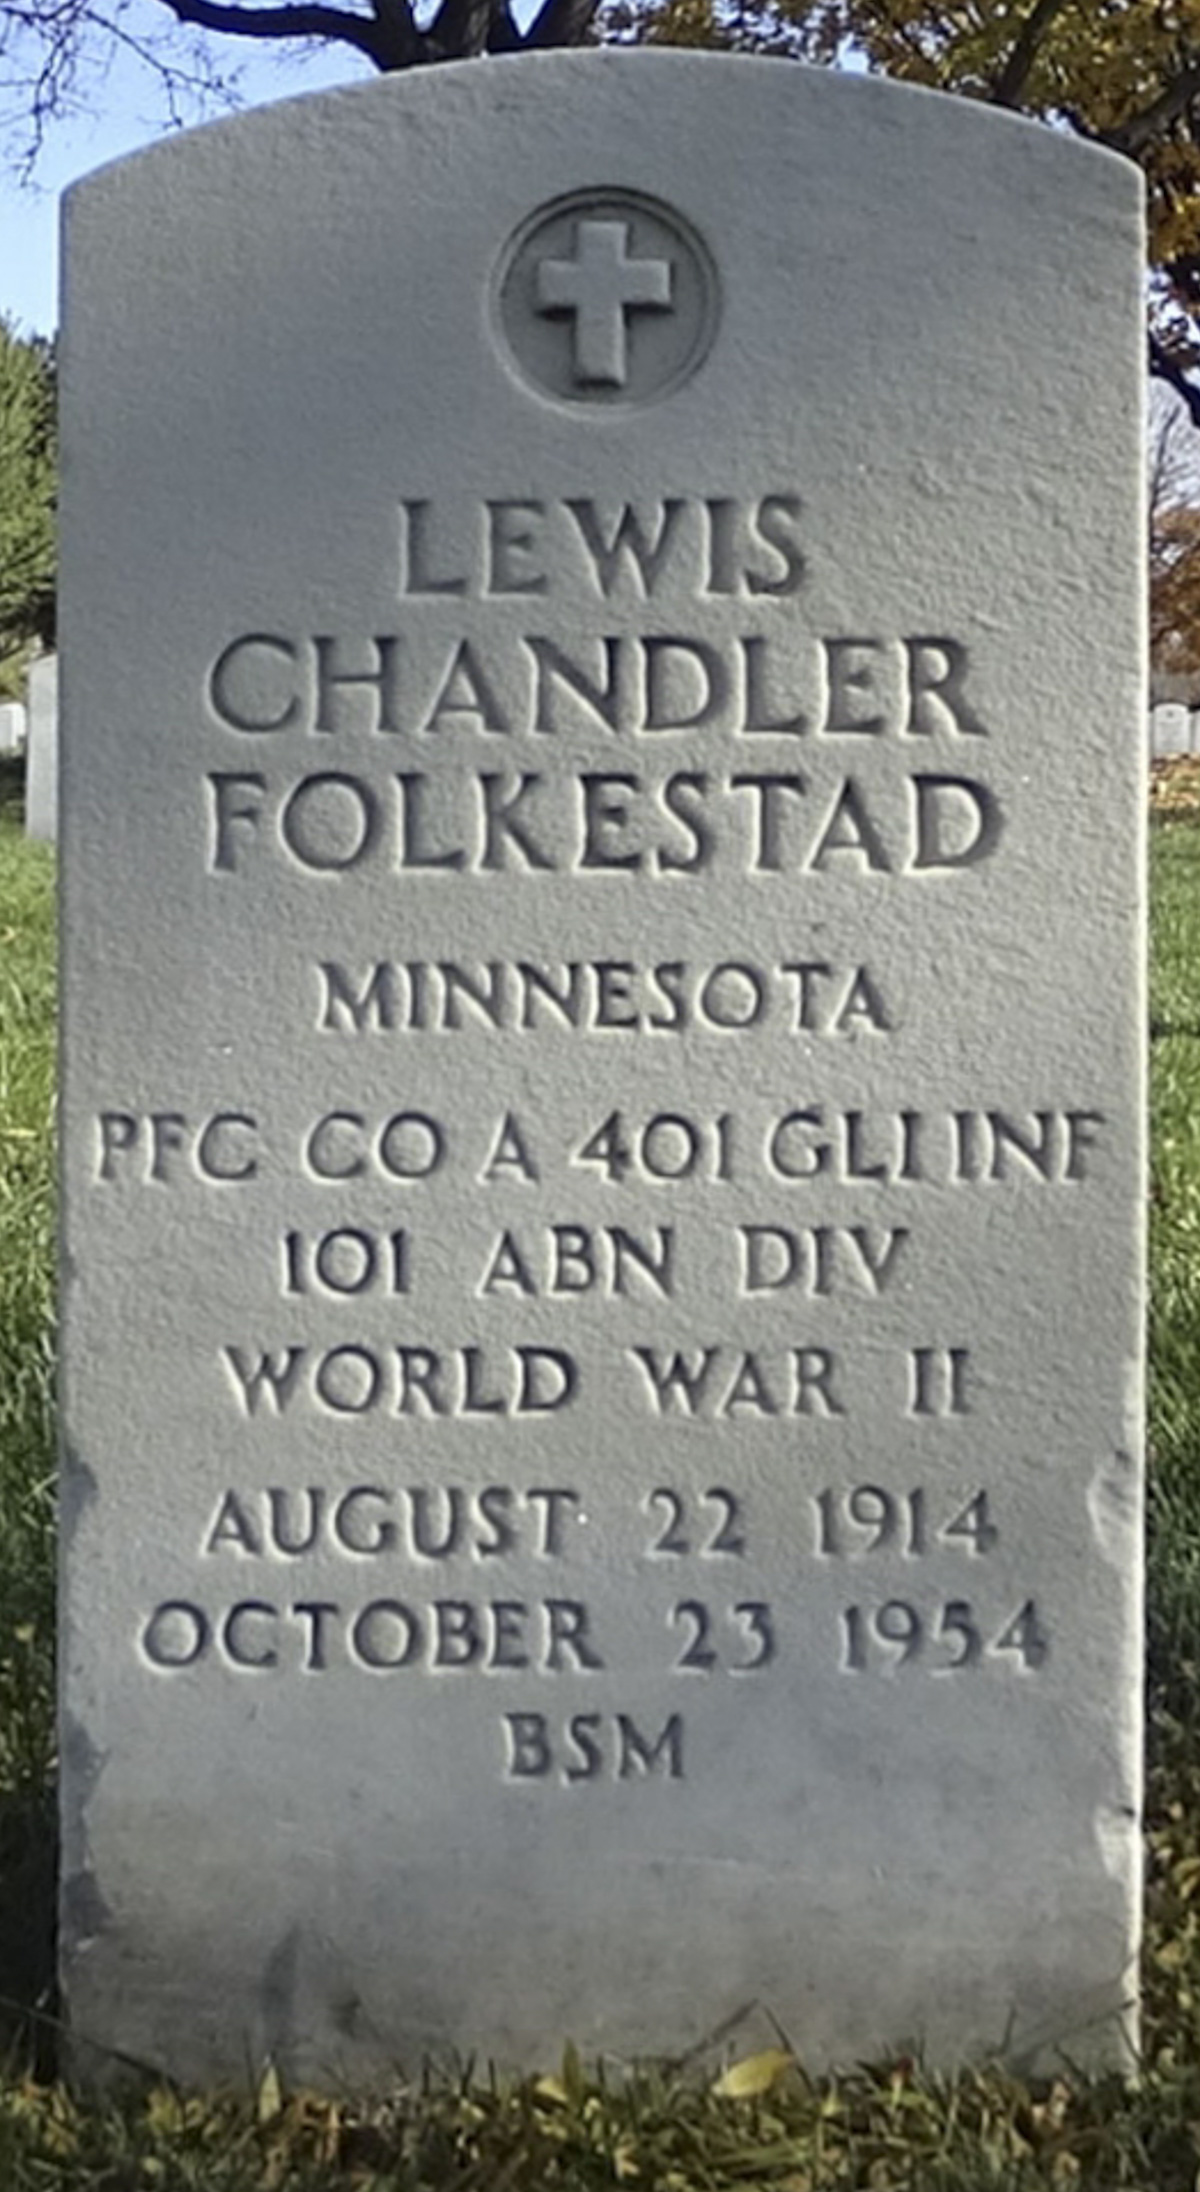 LEWIS
CHANDLER
FOLKESTAD
MINNESOTA
PFC CO A 401 GLI INF
101 ABN DIV
WORLD WAR II
AUGUST 22 1914
OCTOBER 23 1954
BSM